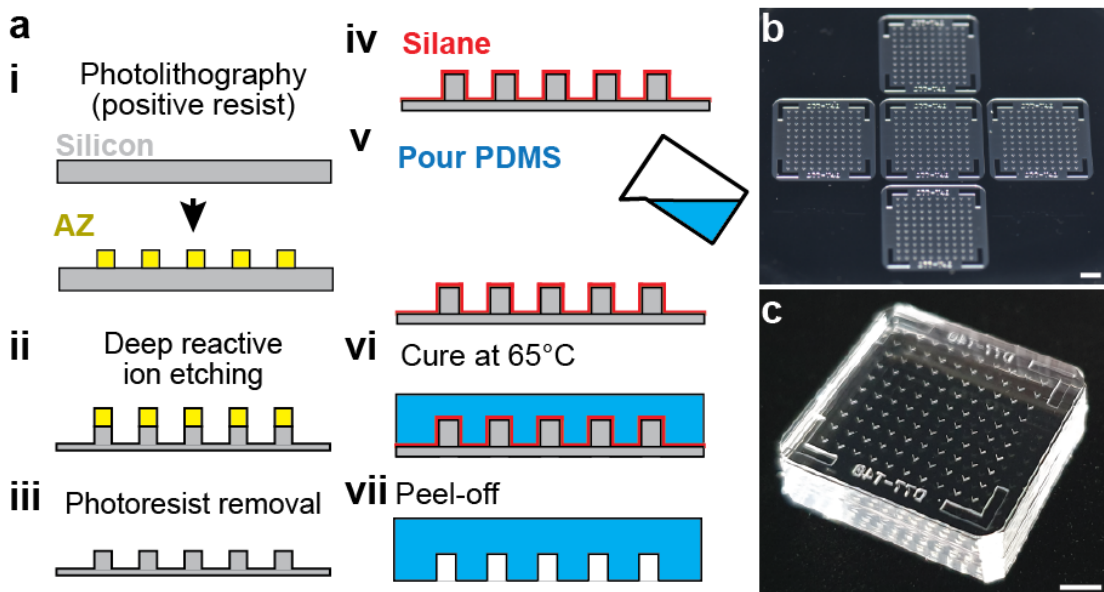 a
i
Photolithography
(positive resist)
Silicon
AZ
ii
Deep reactive
ion etching
iii
Photoresist removal
iv
Silane
v
Pour PDMS
vi
Cure at 65°C
vii
Peel-off
b
c